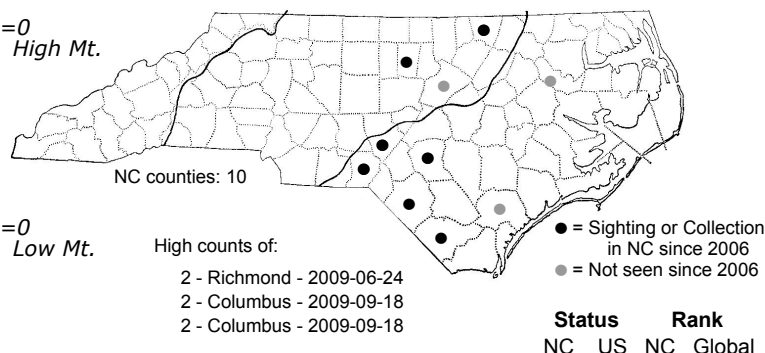 =0
High Mt.
NC counties: 10
=0
Low Mt.
High counts of:
2 - Richmond - 2009-06-24
2 - Columbus - 2009-09-18
2 - Columbus - 2009-09-18
● = Sighting or Collection
in NC since 2006
● = Not seen since 2006
Status Rank
NC US NC Global